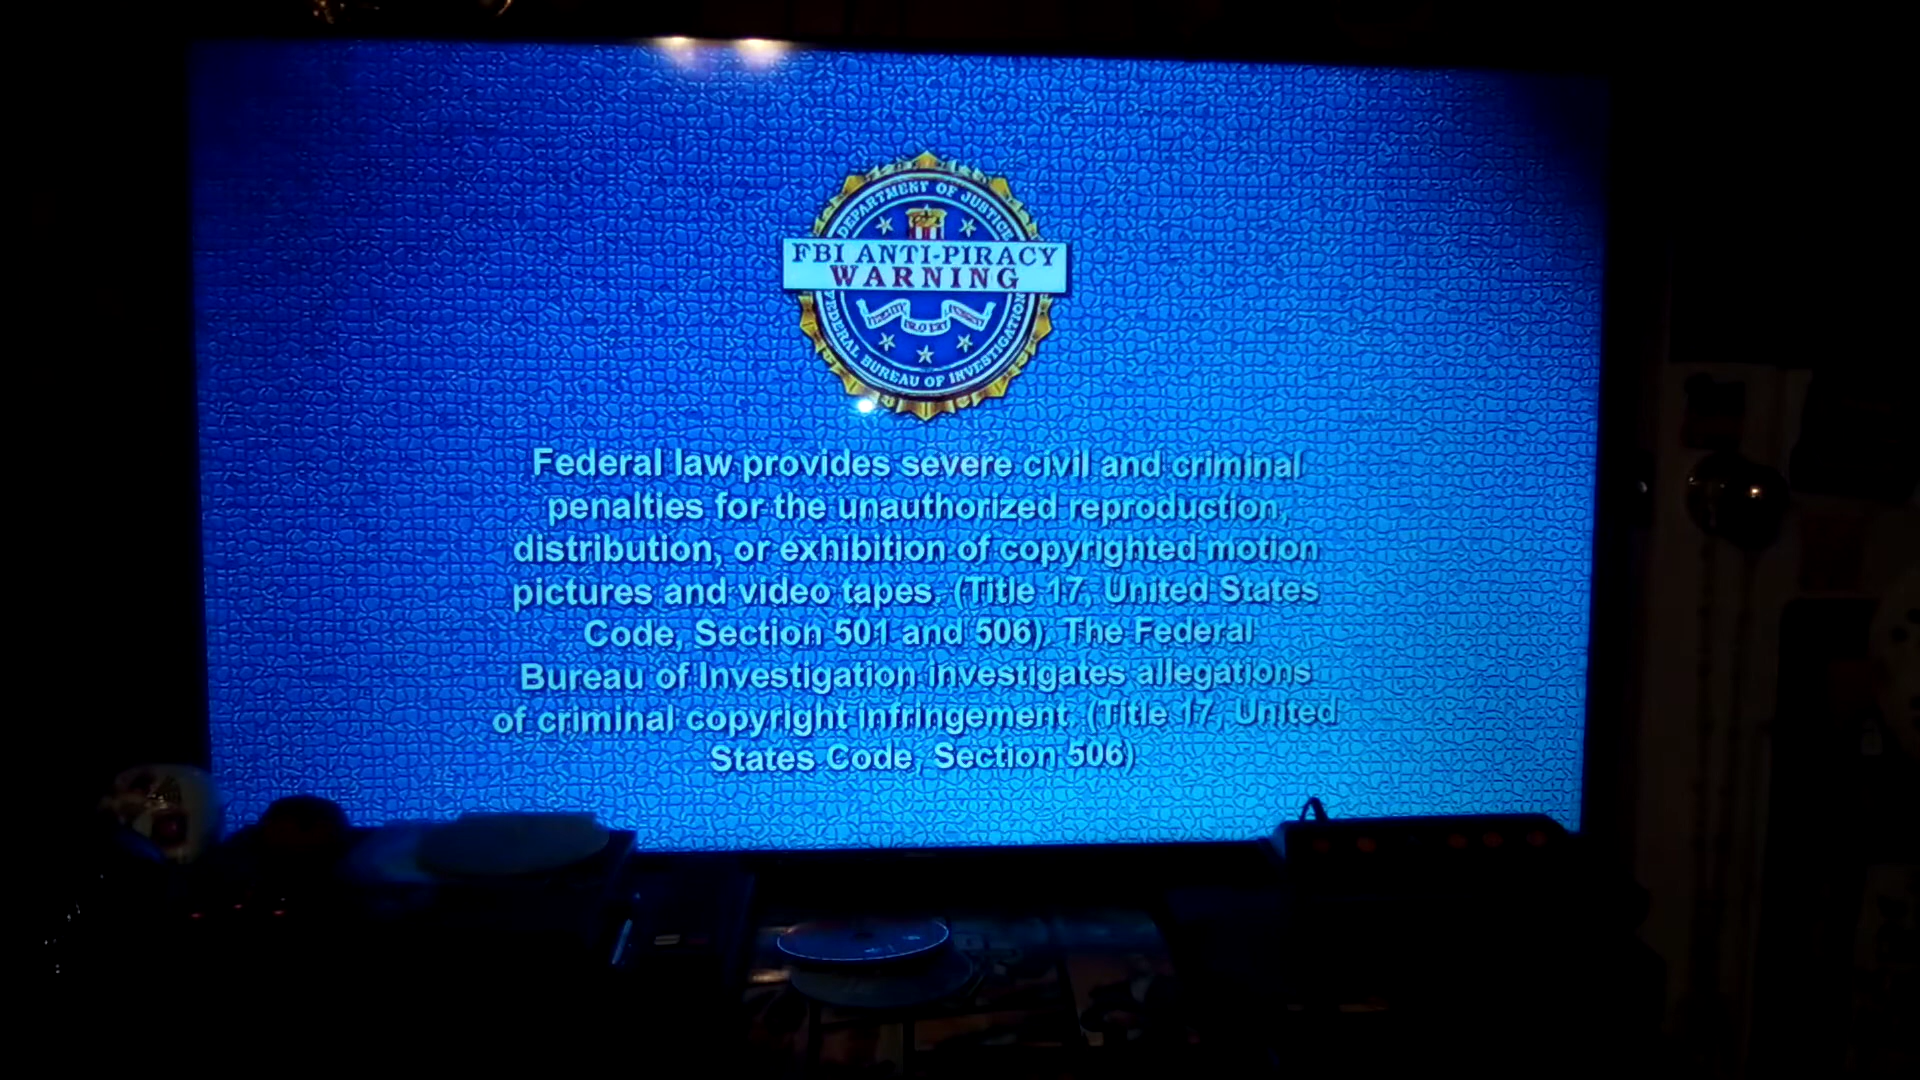 DEPARTMENT OF JUSTICE
FBI ANTI-PIRACY
WARNING
FEDERAL BUREAU OF INVESTIGATION
Federal law provides severe civil and criminal
penalties for the unauthorized reproduction,
distribution, or exhibition of copyrighted motion
pictures and video tapes. (Title 17, United States
Code, Section 501 and 506). The Federal
Bureau of Investigation investigates allegations
of criminal copyright infringement. (Title 17, United
States Code, Section 506)